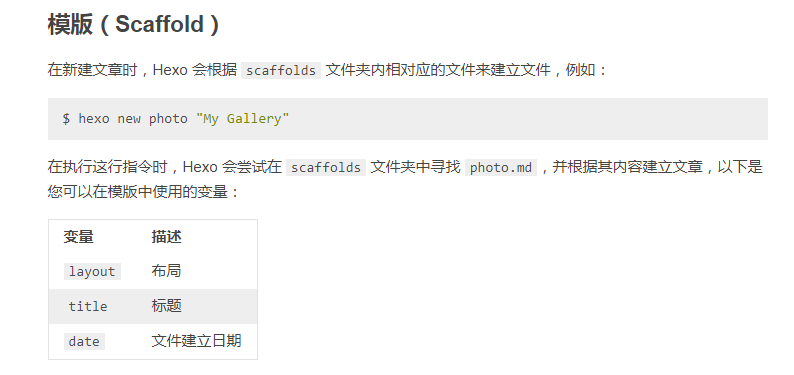 模版（Scaffold）
在新建文章时，Hexo 会根据 scaffolds 文件夹内相对应的文件来建立文件，例如：
$ hexo new photo "My Gallery"
在执行这行指令时，Hexo 会尝试在 scaffolds 文件夹中寻找 photo.md，并根据其内容建立文章，以下是
您可以在模版中使用的变量：
变量 描述
layout 布局
title 标题
date 文件建立日期